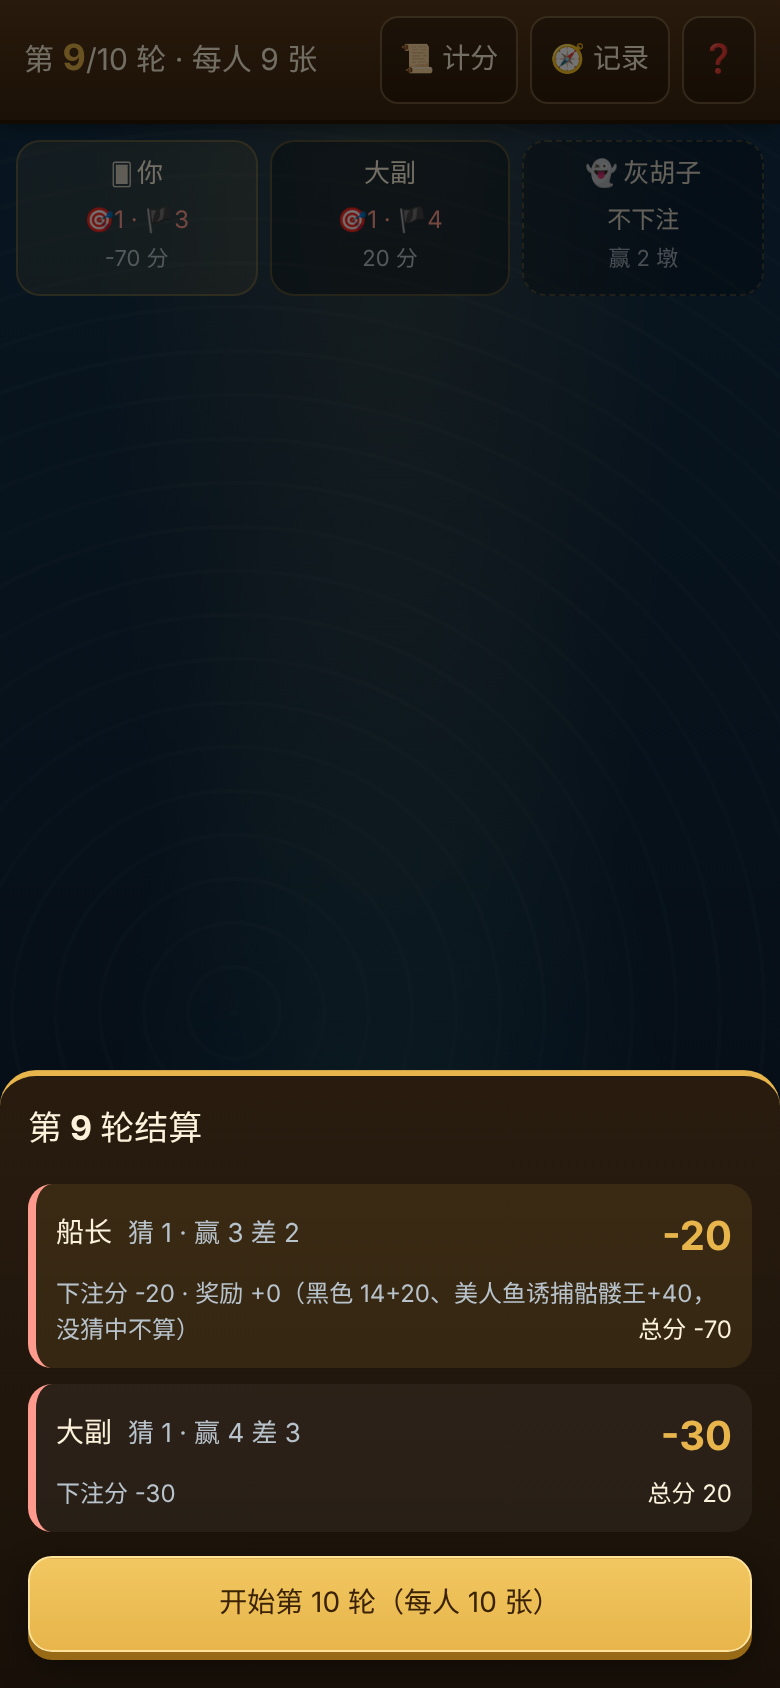 第 9/10 轮 · 每人 9 张
📜 计分
🧭 记录
❓
🂠 你
🎯1 · 🏴 3
-70 分
大副
🎯1 · 🏴 4
20 分
👻 灰胡子
不下注
赢 2 墩
第 9 轮结算
船长 猜 1 · 赢 3 差 2
-20
下注分 -20 · 奖励 +0（黑色 14+20、美人鱼诱捕骷髅王+40，
没猜中不算）
总分 -70
大副 猜 1 · 赢 4 差 3
-30
下注分 -30
总分 20
开始第 10 轮（每人 10 张）